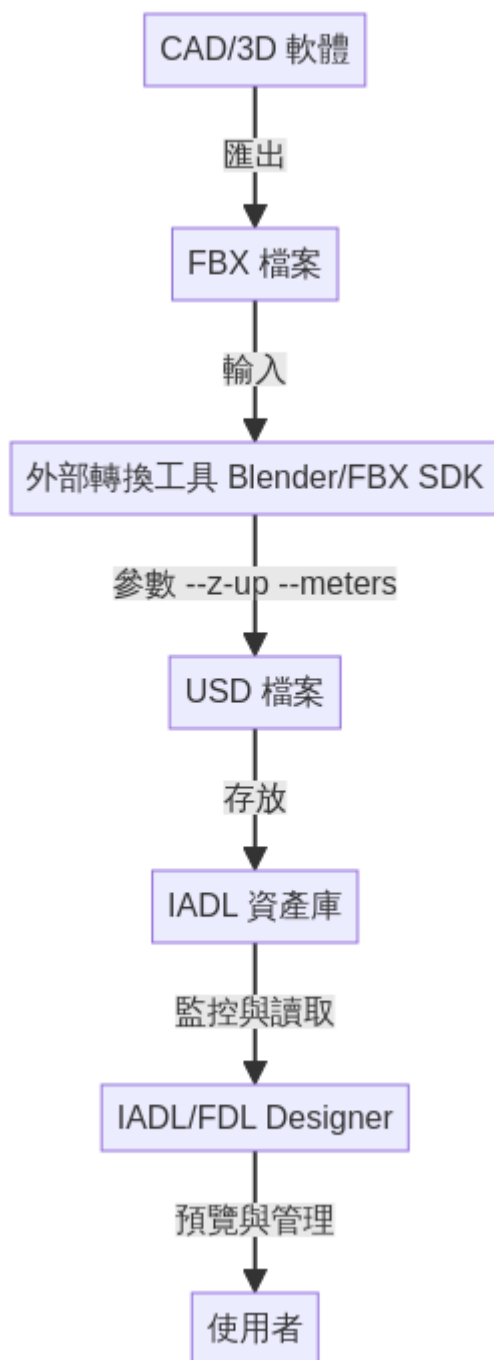 CAD/3D 軟體
匯出
FBX 檔案
輸入
外部轉換工具 Blender/FBX SDK
參數 --z-up --meters
USD 檔案
存放
IADL 資產庫
監控與讀取
IADL/FDL Designer
預覽與管理
使用者